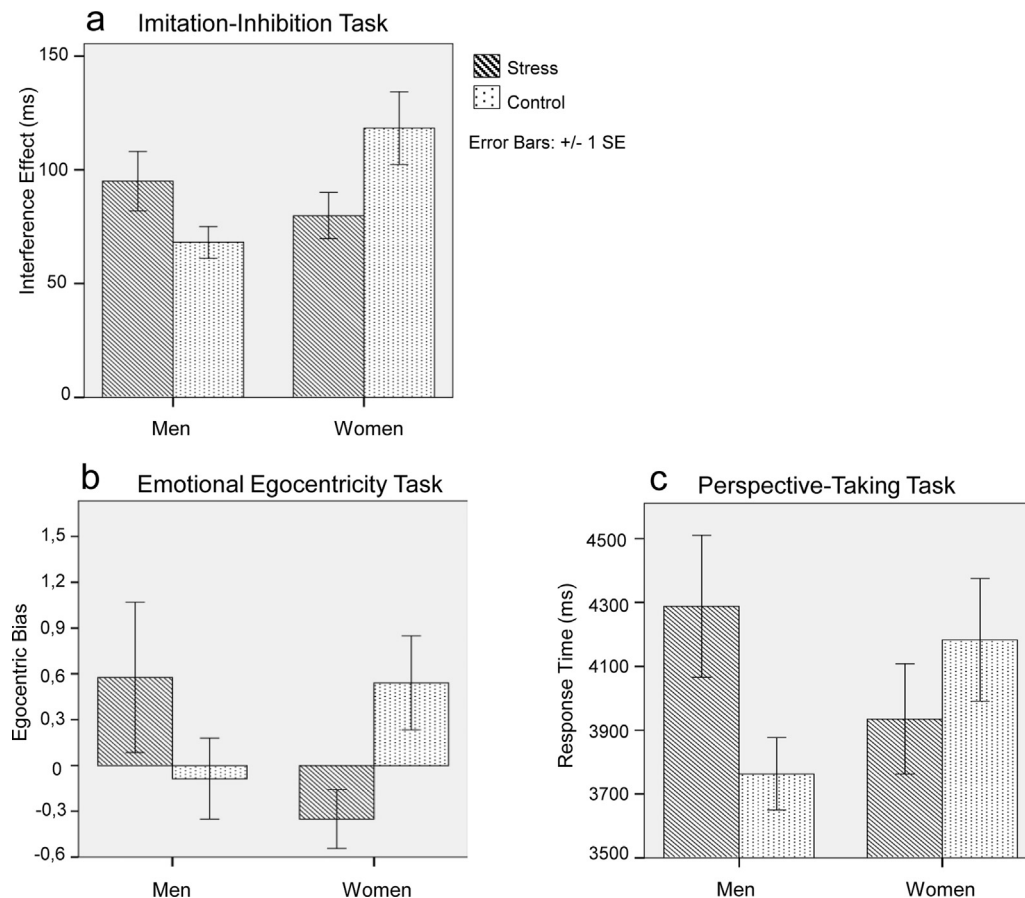 a Imitation-Inhibition Task
150
100
50
0
Interference Effect (ms)
Men Women
Stress
Control
Error Bars: +/- 1 SE
b Emotional Egocentricity Task
1,5
1,2
0,9
0,6
0,3
0
-0,3
-0,6
Egocentric Bias
Men Women
c Perspective-Taking Task
4500
4300
4100
3900
3700
3500
Response Time (ms)
Men Women